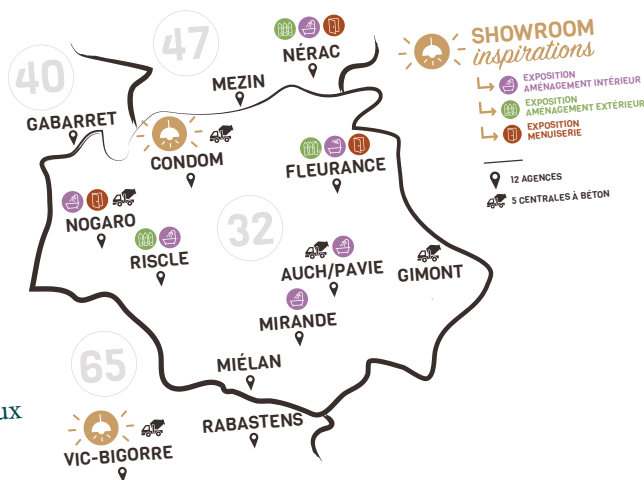 47
NÉRAC
SHOWROOM
inspirations
EXPOSITION
AMÉNAGEMENT INTÉRIEUR
EXPOSITION
AMÉNAGEMENT EXTÉRIEUR
EXPOSITION
MENUISERIE
12 AGENCES
5 CENTRALES À BÉTON
40
MEZIN
GABARRET
CONDOM
FLEURANCE
NOGARO
32
RISCLE
AUCH/PAVIE
GIMONT
MIRANDE
65
MIÉLAN
ux
RABASTENS
VIC-BIGORRE